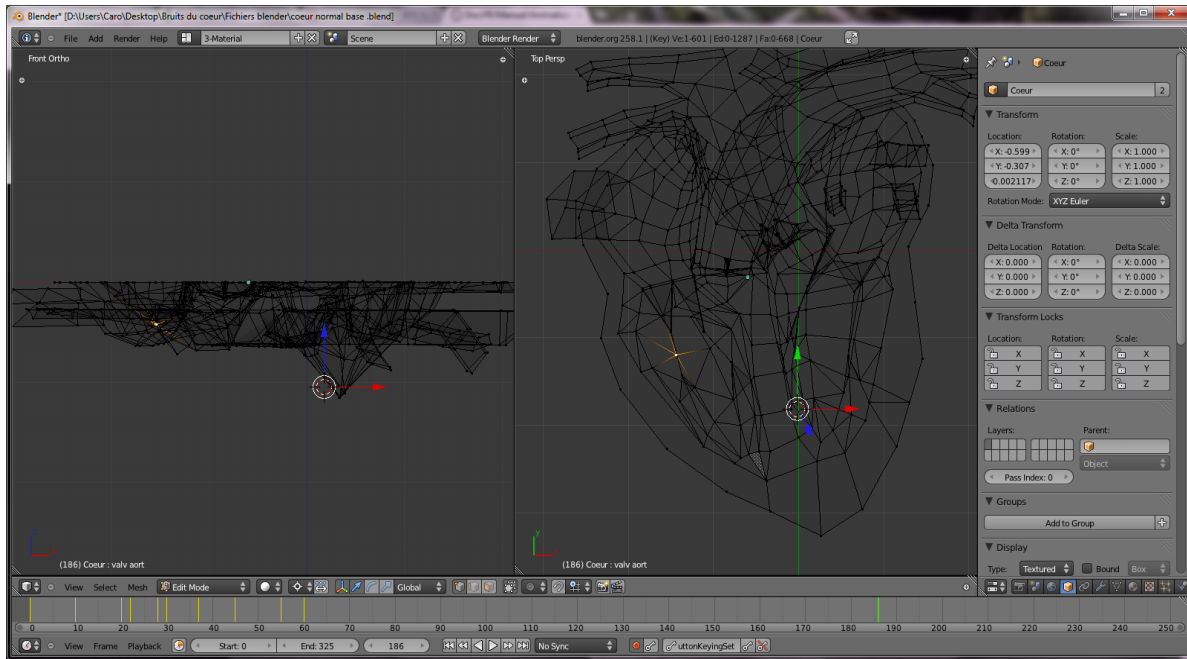 Blender* [D:\Users\Caro\Desktop\Bruits du coeur\Fichiers blender\coeur normal base .blend]
File Add Render Help 3-Material Scene Blender Render blender.org 258.1 | (Key) Ve:1-601 | Ed:0-1287 | Fa:0-668 | Coeur
Front Ortho
Top Persp
(186) Coeur : valv aort
(186) Coeur : valv aort
Coeur
Coeur 2
Transform
Location: Rotation: Scale:
X: -0.599 X: 0° X: 1.000
Y: -0.307 Y: 0° Y: 1.000
0.002117 Z: 0° Z: 1.000
Rotation Mode: XYZ Euler
Delta Transform
Delta Location Rotation: Delta Scale:
X: 0.000 X: 0° X: 0.000
Y: 0.000 Y: 0° Y: 0.000
Z: 0.000 Z: 0° Z: 0.000
Transform Locks
Location: Rotation: Scale:
X X X
Y Y Y
Z Z Z
Relations
Layers: Parent:
Object
Pass Index: 0
Groups
Add to Group
Display
Type: Textured Bound Box
View Select Mesh Edit Mode Global
0 10 20 30 40 50 60 70 80 90 100 110 120 130 140 150 160 170 180 190 200 210 220 230 240 250
View Frame Playback Start: 0 End: 325 186 No Sync uttonKeyingSet